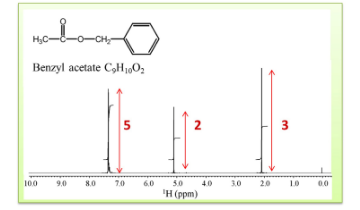 O
H₃C—C—O—CH₂
Benzyl acetate C₉H₁₀O₂
5 2 3
10.0 9.0 8.0 7.0 6.0 5.0 4.0 3.0 2.0 1.0 0.0
¹H (ppm)